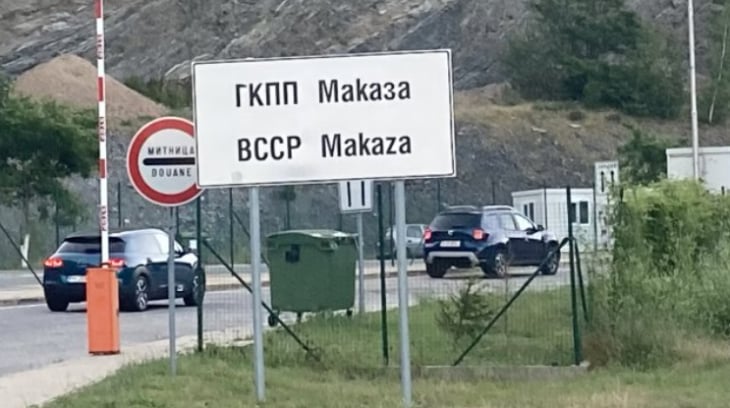 ГКПП Маказа
BCCP Makaza
МИТНИЦА
DOUANE